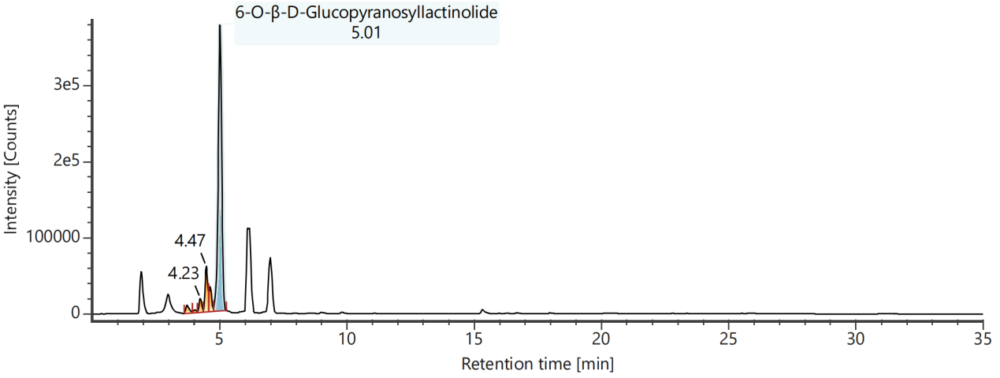 6-O-β-D-Glucopyranosyllactinolide
5.01
Intensity [Counts]
3e5
2e5
100000
0
4.47
4.23
5
10
15
20
25
30
35
Retention time [min]